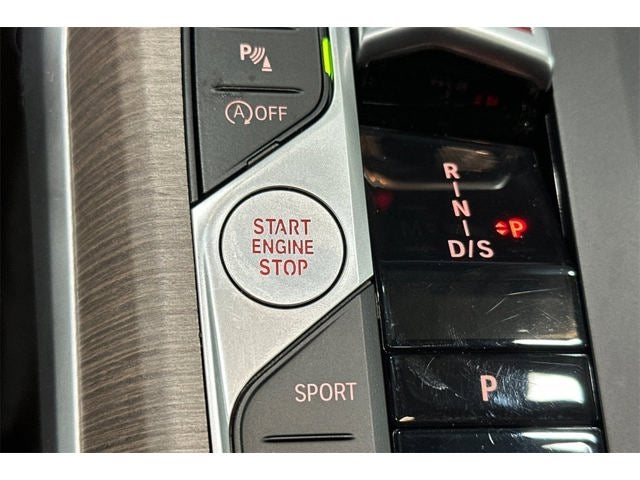 P
A OFF
START
ENGINE
STOP
SPORT
R
N
D/S
P
P